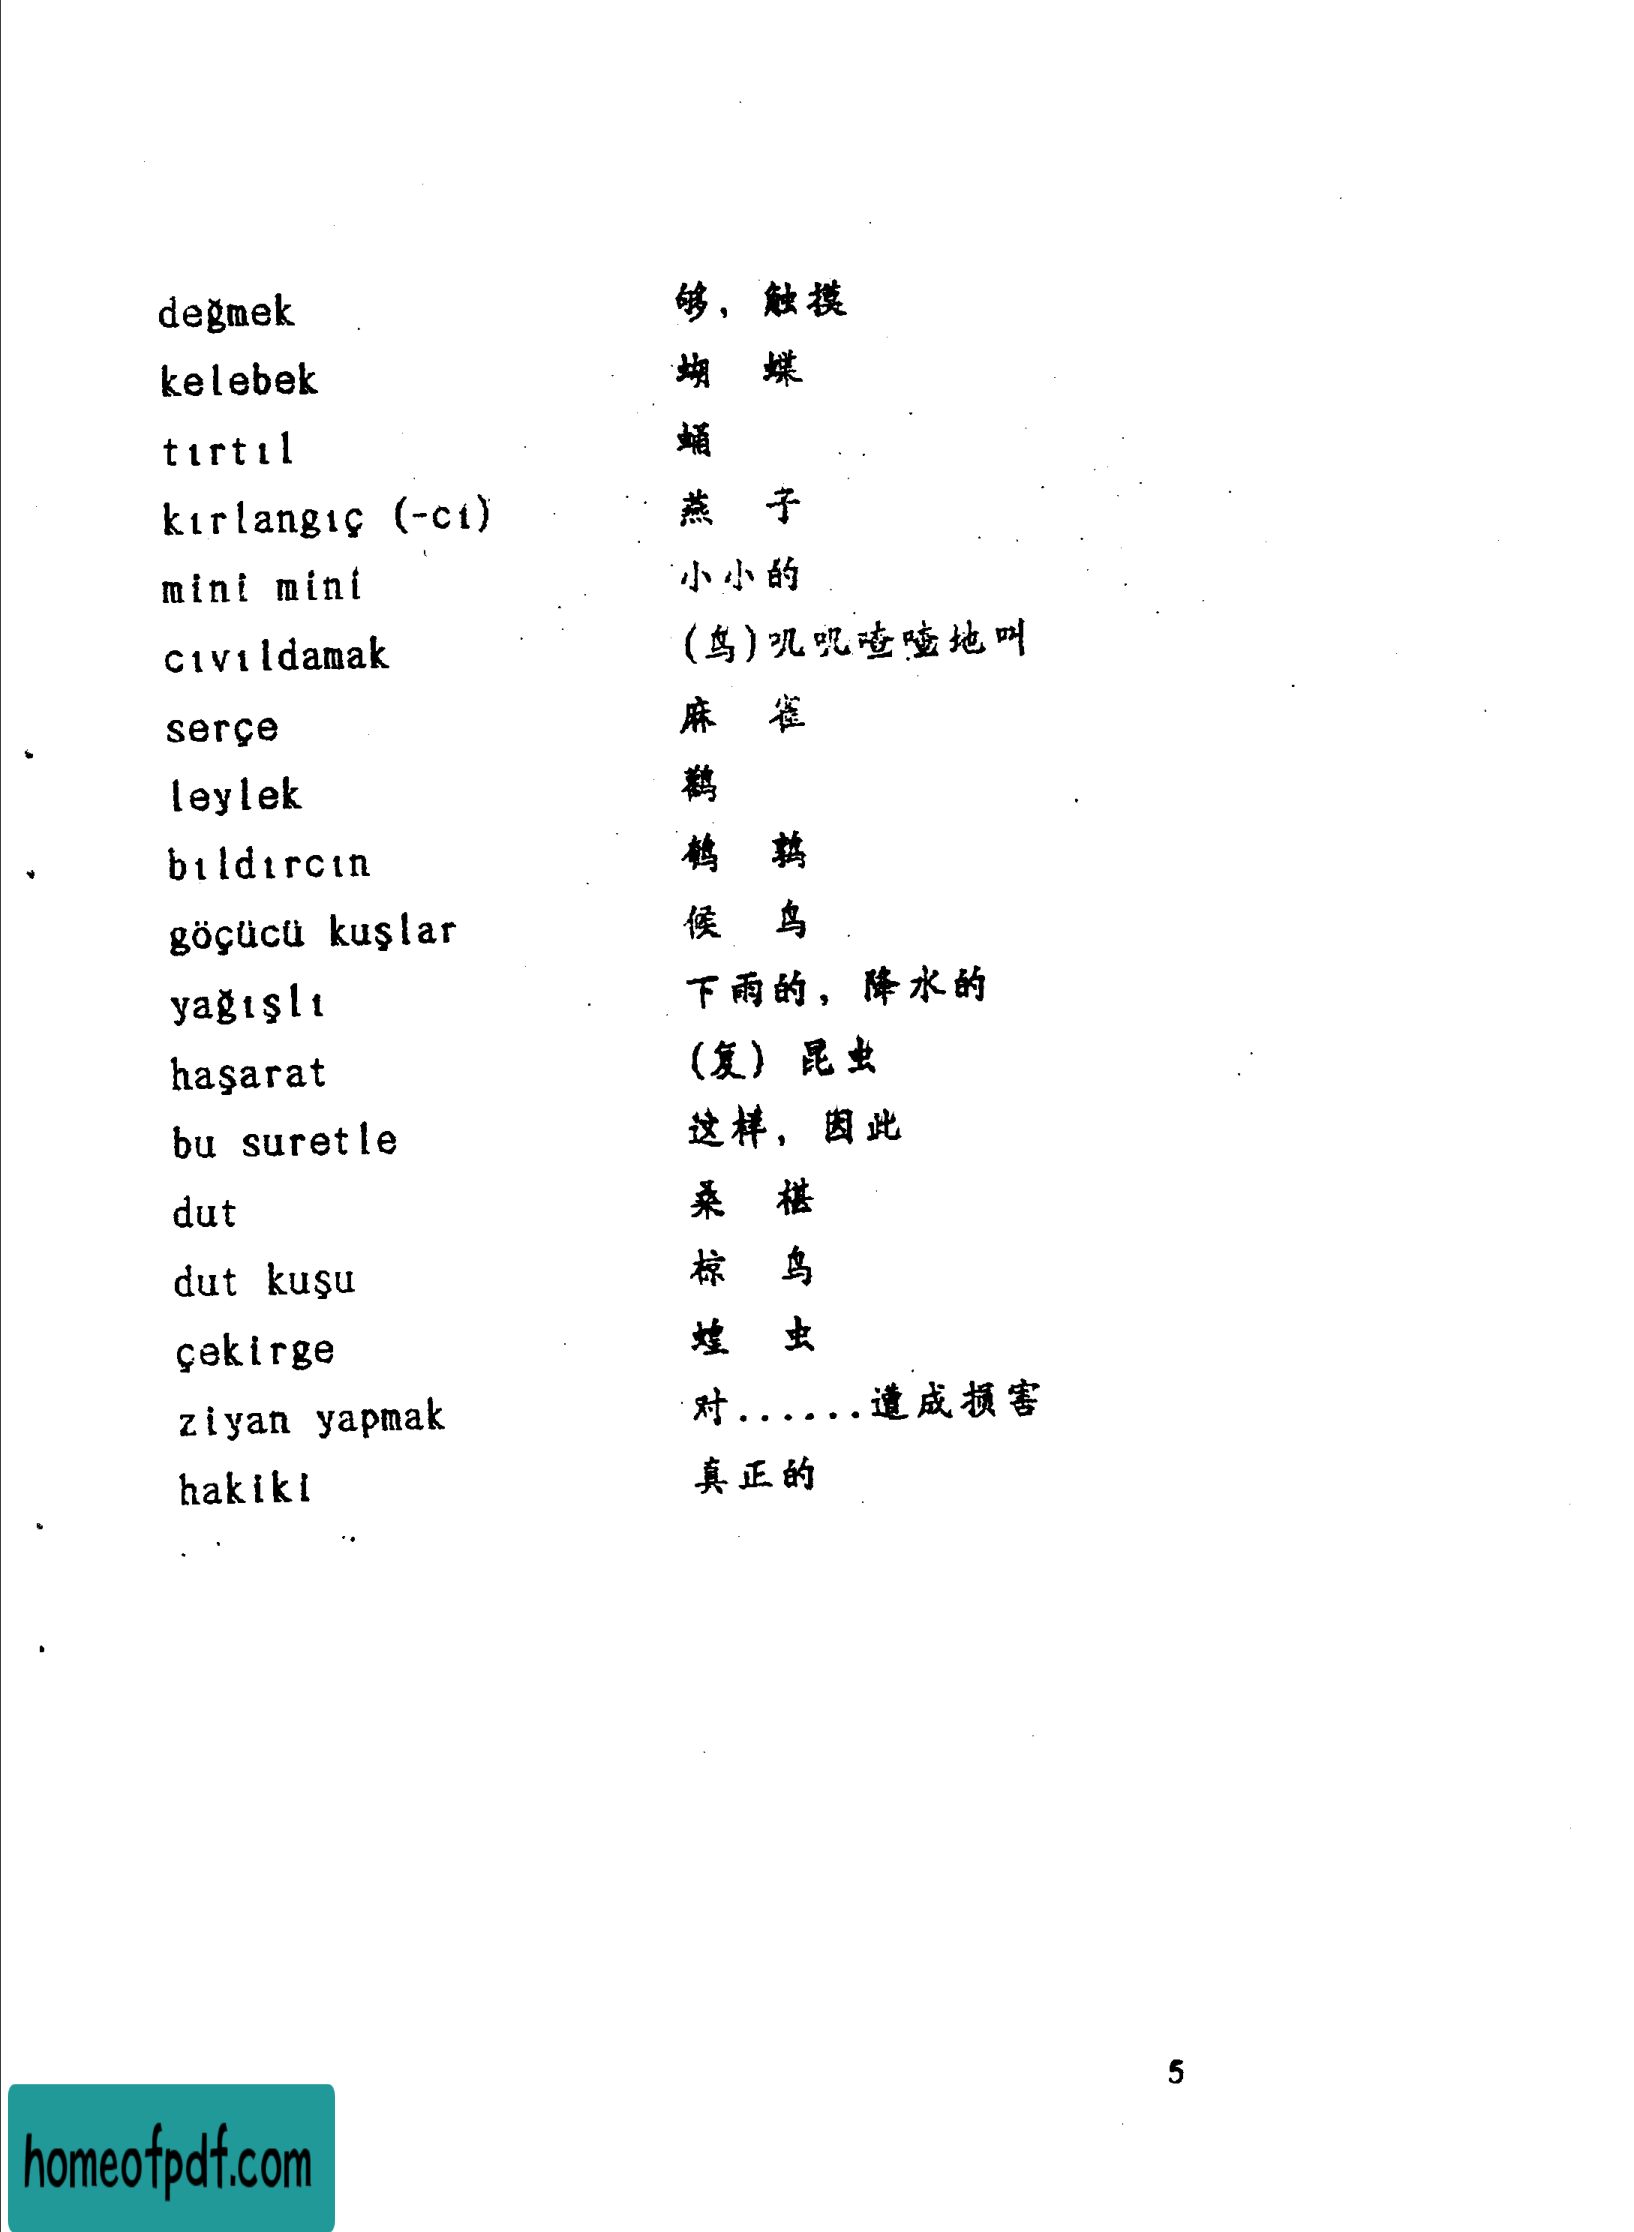 değmek 够，触摸
kelebek 蝴 蝶
tırtıl 蛹
kırlangıç (-cı) 燕 子
mini mini 小小的
cıvıldamak (鸟)叽叽喳喳地叫
serçe 麻 雀
leylek 鹳
bıldırcın 鹌 鹑
göçücü kuşlar 候 鸟
yağışlı 下雨的，降水的
haşarat (复) 昆虫
bu suretle 这样，因此
dut 桑 椹
dut kuşu 椋 鸟
çekirge 蝗 虫
ziyan yapmak 对......遭成损害
hakiki 真正的
5
homeofpdf.com